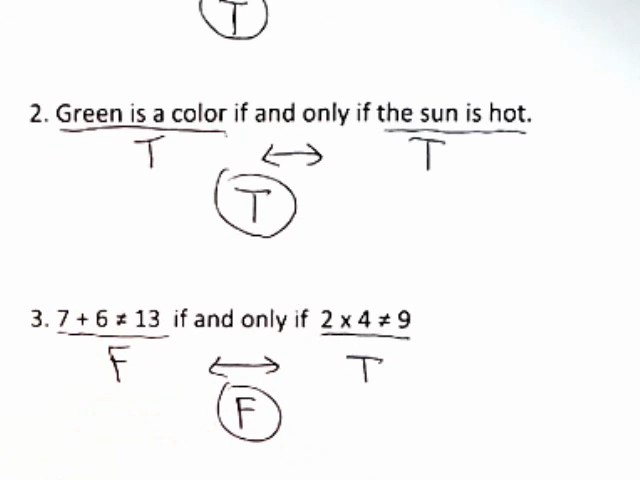 T
2. Green is a color if and only if the sun is hot.
T ↔ T
T
3. 7 + 6 ≠ 13 if and only if 2 x 4 ≠ 9
F ↔ T
F